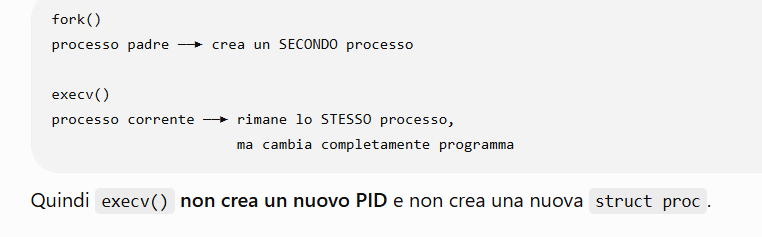 fork()
processo padre ──► crea un SECONDO processo
execv()
processo corrente ──► rimane lo STESSO processo,
ma cambia completamente programma
Quindi execv() non crea un nuovo PID e non crea una nuova struct proc.